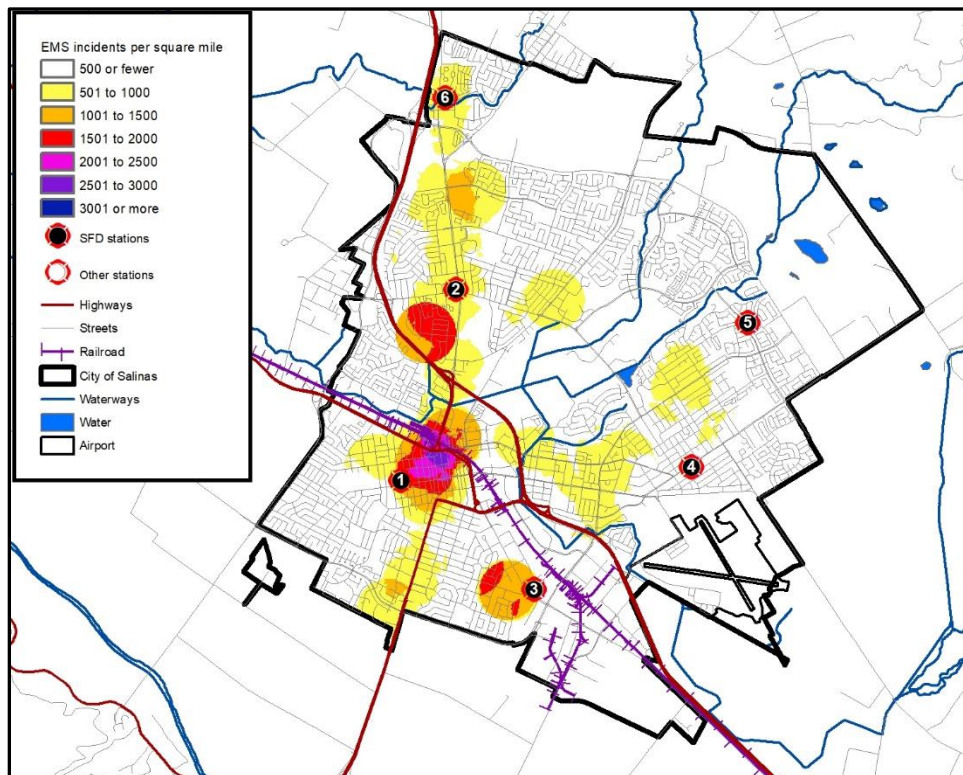 EMS incidents per square mile
500 or fewer
501 to 1000
1001 to 1500
1501 to 2000
2001 to 2500
2501 to 3000
3001 or more
SFD stations
Other stations
Highways
Streets
Railroad
City of Salinas
Waterways
Water
Airport
6
2
5
4
1
3